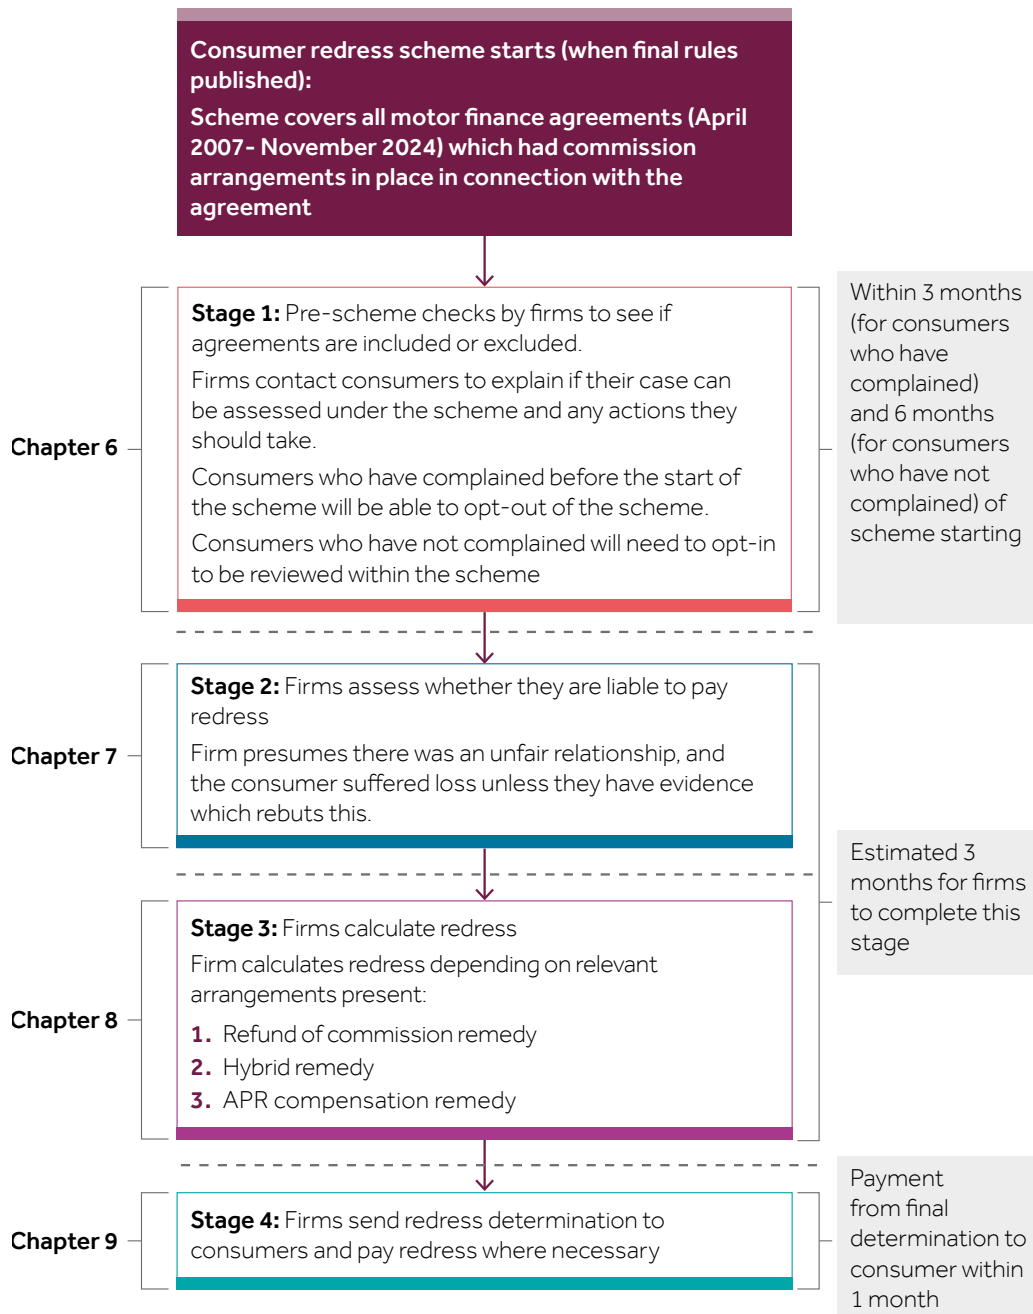 Consumer redress scheme starts (when final rules
published):
Scheme covers all motor finance agreements (April
2007- November 2024) which had commission
arrangements in place in connection with the
agreement
Chapter 6
Stage 1: Pre-scheme checks by firms to see if
agreements are included or excluded.
Firms contact consumers to explain if their case can
be assessed under the scheme and any actions they
should take.
Consumers who have complained before the start of
the scheme will be able to opt-out of the scheme.
Consumers who have not complained will need to opt-in
to be reviewed within the scheme
Within 3 months
(for consumers
who have
complained)
and 6 months
(for consumers
who have not
complained) of
scheme starting
Chapter 7
Stage 2: Firms assess whether they are liable to pay
redress
Firm presumes there was an unfair relationship, and
the consumer suffered loss unless they have evidence
which rebuts this.
Chapter 8
Stage 3: Firms calculate redress
Firm calculates redress depending on relevant
arrangements present:
1. Refund of commission remedy
2. Hybrid remedy
3. APR compensation remedy
Estimated 3
months for firms
to complete this
stage
Chapter 9
Stage 4: Firms send redress determination to
consumers and pay redress where necessary
Payment
from final
determination to
consumer within
1 month